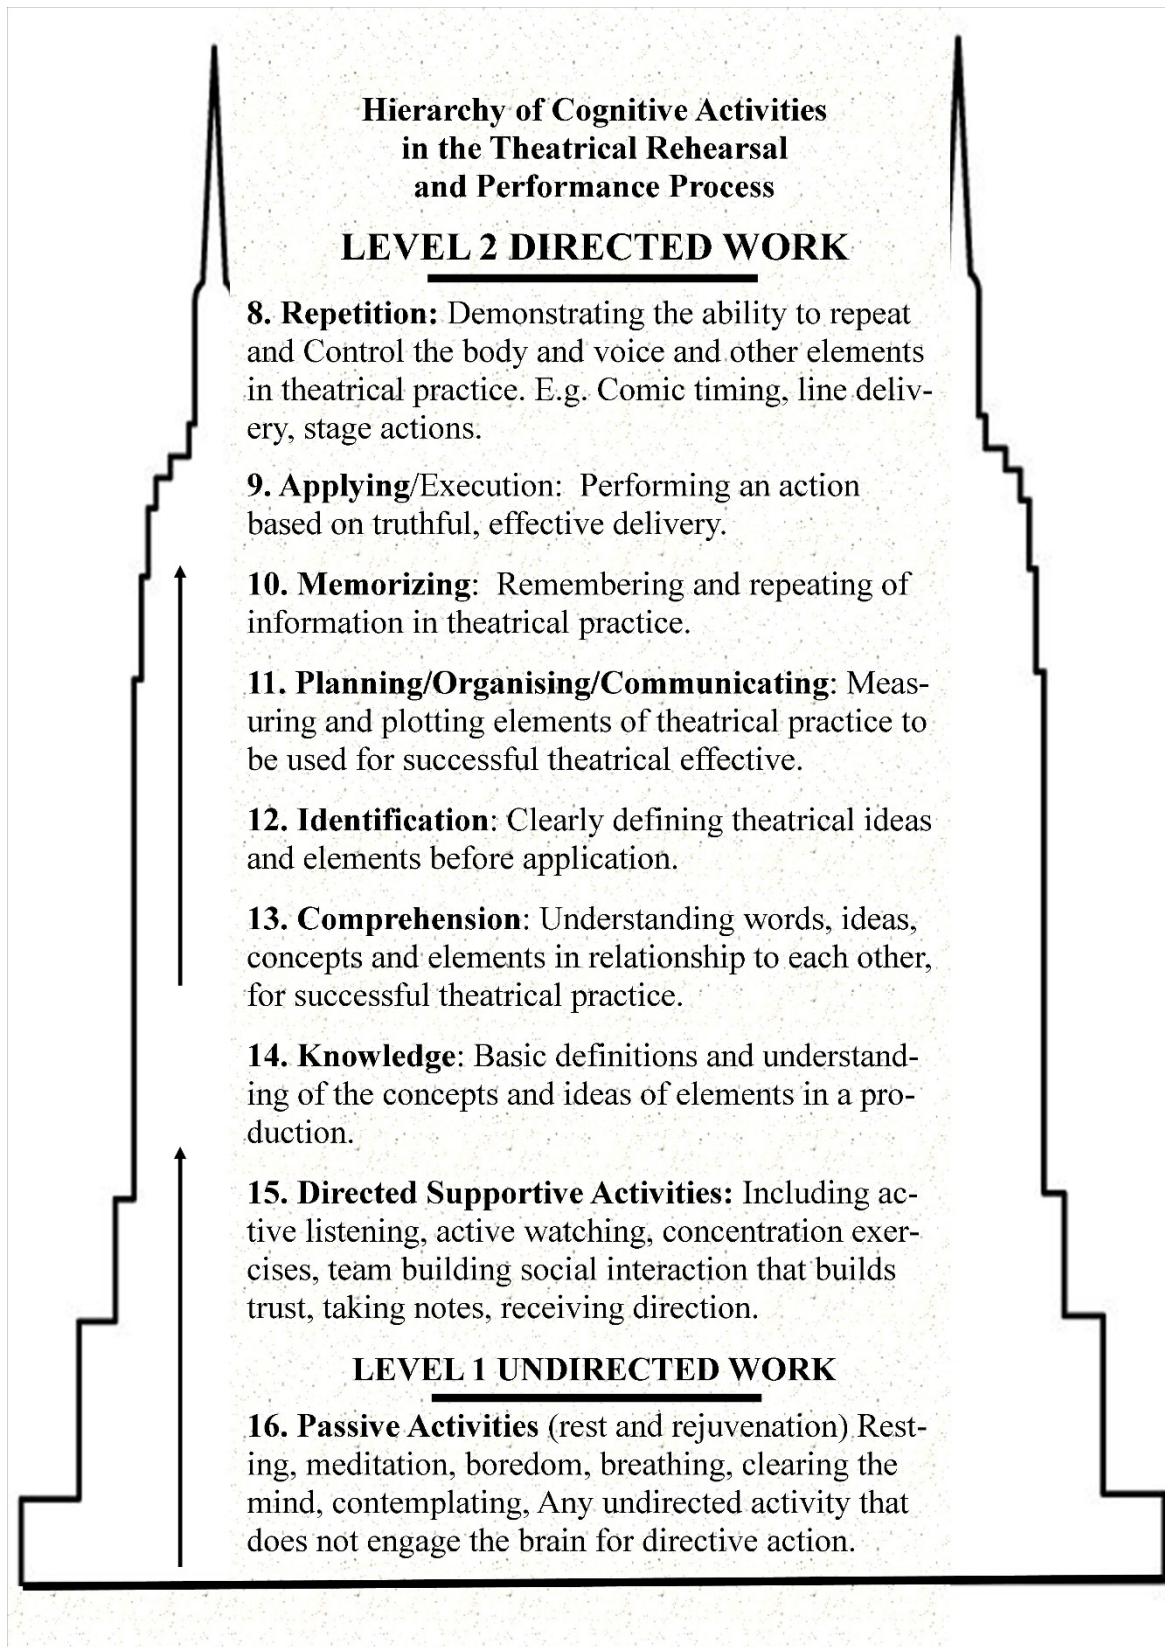 Hierarchy of Cognitive Activities
in the Theatrical Rehearsal
and Performance Process
LEVEL 2 DIRECTED WORK
8. Repetition: Demonstrating the ability to repeat
and Control the body and voice and other elements
in theatrical practice. E.g. Comic timing, line deliv-
ery, stage actions.
9. Applying/Execution:  Performing an action
based on truthful, effective delivery.
10. Memorizing:  Remembering and repeating of
information in theatrical practice.
11. Planning/Organising/Communicating: Meas-
uring and plotting elements of theatrical practice to
be used for successful theatrical effective.
12. Identification: Clearly defining theatrical ideas
and elements before application.
13. Comprehension: Understanding words, ideas,
concepts and elements in relationship to each other,
for successful theatrical practice.
14. Knowledge: Basic definitions and understand-
ing of the concepts and ideas of elements in a pro-
duction.
15. Directed Supportive Activities: Including ac-
tive listening, active watching, concentration exer-
cises, team building social interaction that builds
trust, taking notes, receiving direction.
LEVEL 1 UNDIRECTED WORK
16. Passive Activities (rest and rejuvenation) Rest-
ing, meditation, boredom, breathing, clearing the
mind, contemplating, Any undirected activity that
does not engage the brain for directive action.